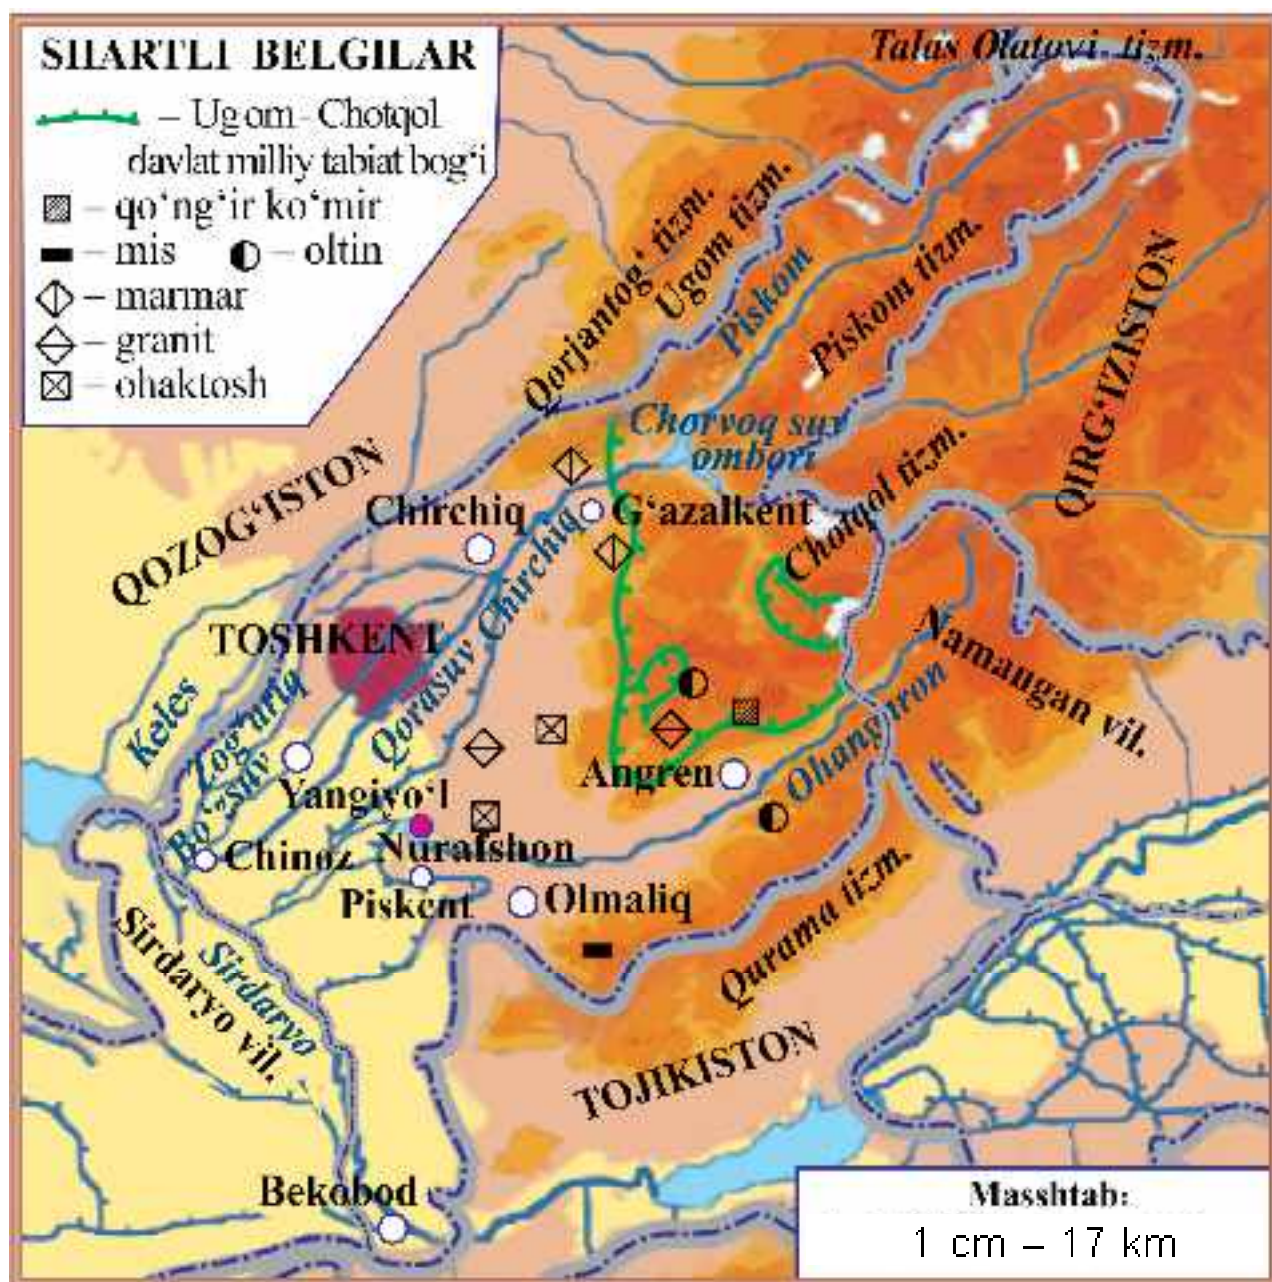 SHARTLI BELGILAR
– Ugom-Chotqol
davlat milliy tabiat bog‘i
– qo‘ng‘ir ko‘mir
– mis
– oltin
– marmar
– granit
– ohaktosh
Talas Olatovi tizm.
Qorjantog‘ tizm.
Ugom tizm.
Piskom
Piskom tizm.
QIRG‘IZISTON
Chorvoq suv
ombori
Chotqol tizm.
QOZOG‘ISTON
Chirchiq
G‘azalkent
Chirchiq
TOSHKENT
Qorasuv
Keles
Zog‘ariq
Bo‘zsuv
Yangiyo‘l
Namangan vil.
Angren
Ohangaron
Chinoz
Nurafshon
Piskent
Olmaliq
Qurama tizm.
Sirdaryo
Sirdaryo vil.
TOJIKISTON
Bekobod
Masshtab:
1 cm – 17 km